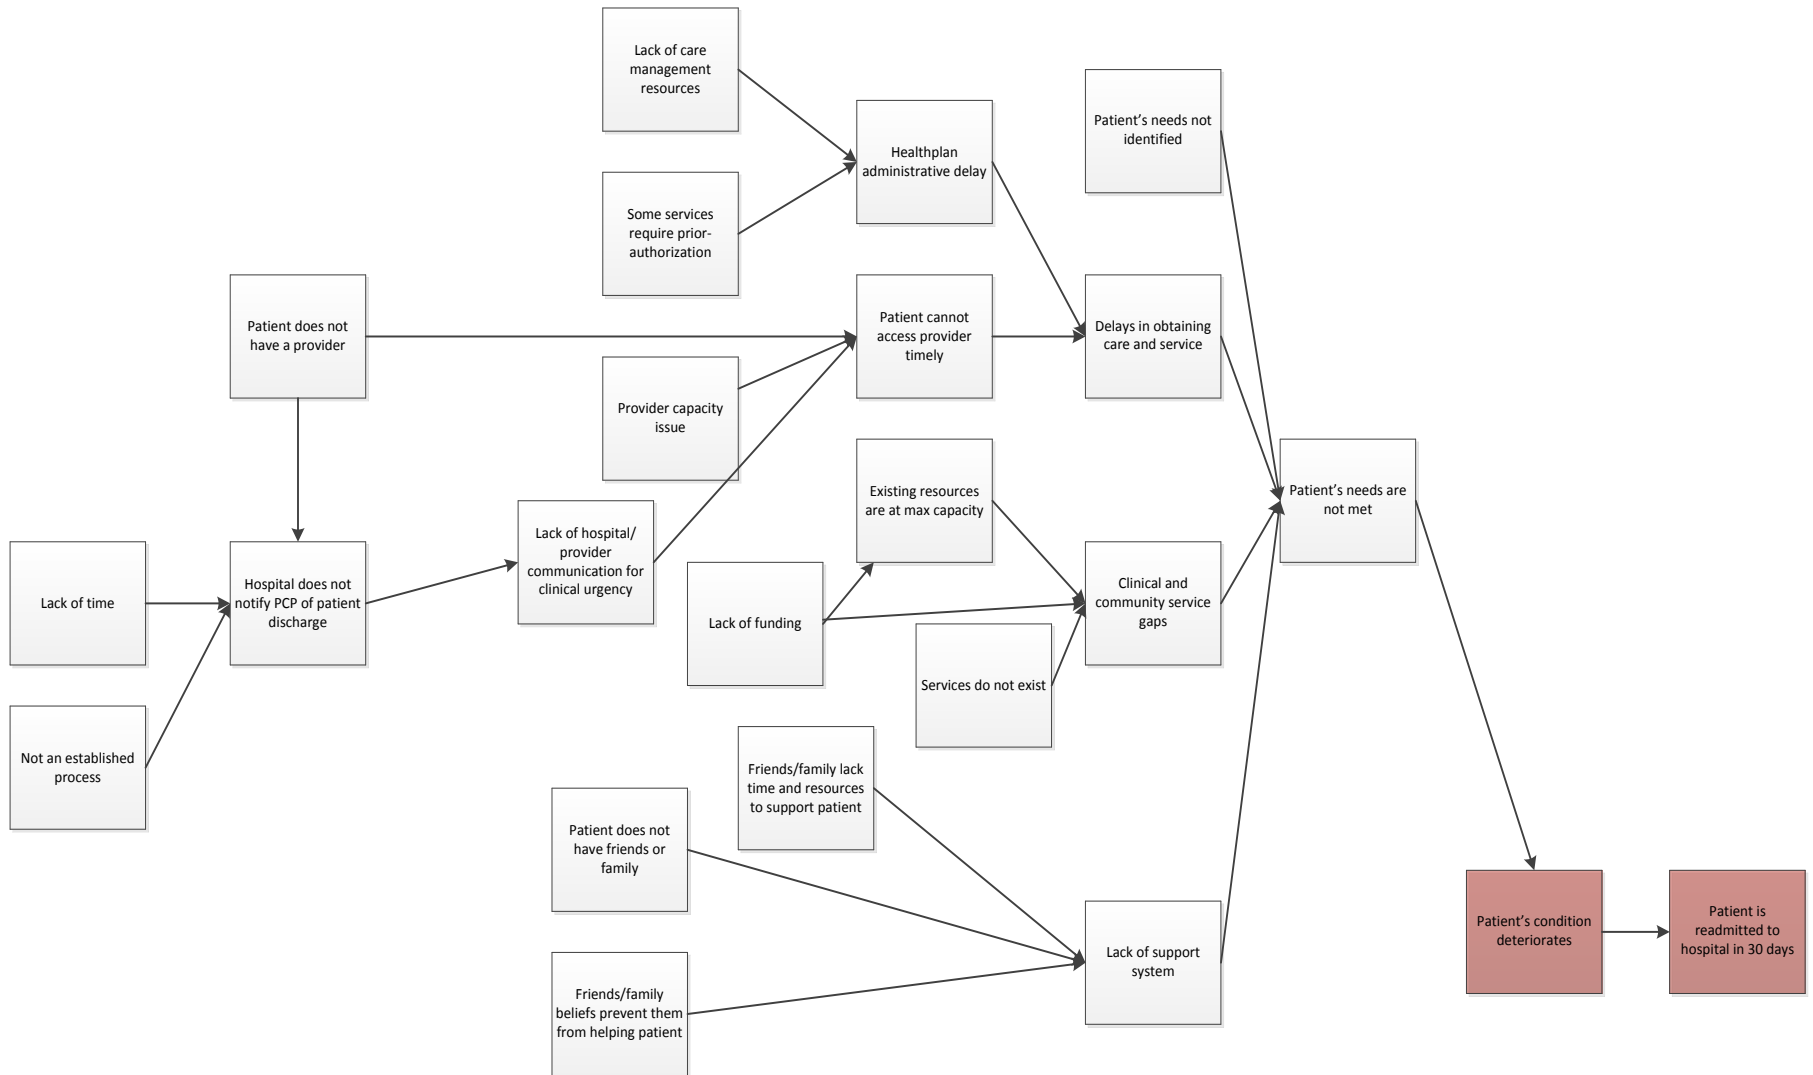 Lack of care
management
resources
Patient’s needs not
identified
Healthplan
administrative delay
Some services
require prior-
authorization
Patient does not
have a provider
Patient cannot
access provider
timely
Delays in obtaining
care and service
Provider capacity
issue
Existing resources
are at max capacity
Patient’s needs are
not met
Lack of hospital/
provider
communication for
clinical urgency
Lack of time
Hospital does not
notify PCP of patient
discharge
Lack of funding
Clinical and
community service
gaps
Services do not exist
Not an established
process
Friends/family lack
time and resources
to support patient
Patient does not
have friends or
family
Patient’s condition
deteriorates
Patient is
readmitted to
hospital in 30 days
Lack of support
system
Friends/family
beliefs prevent them
from helping patient